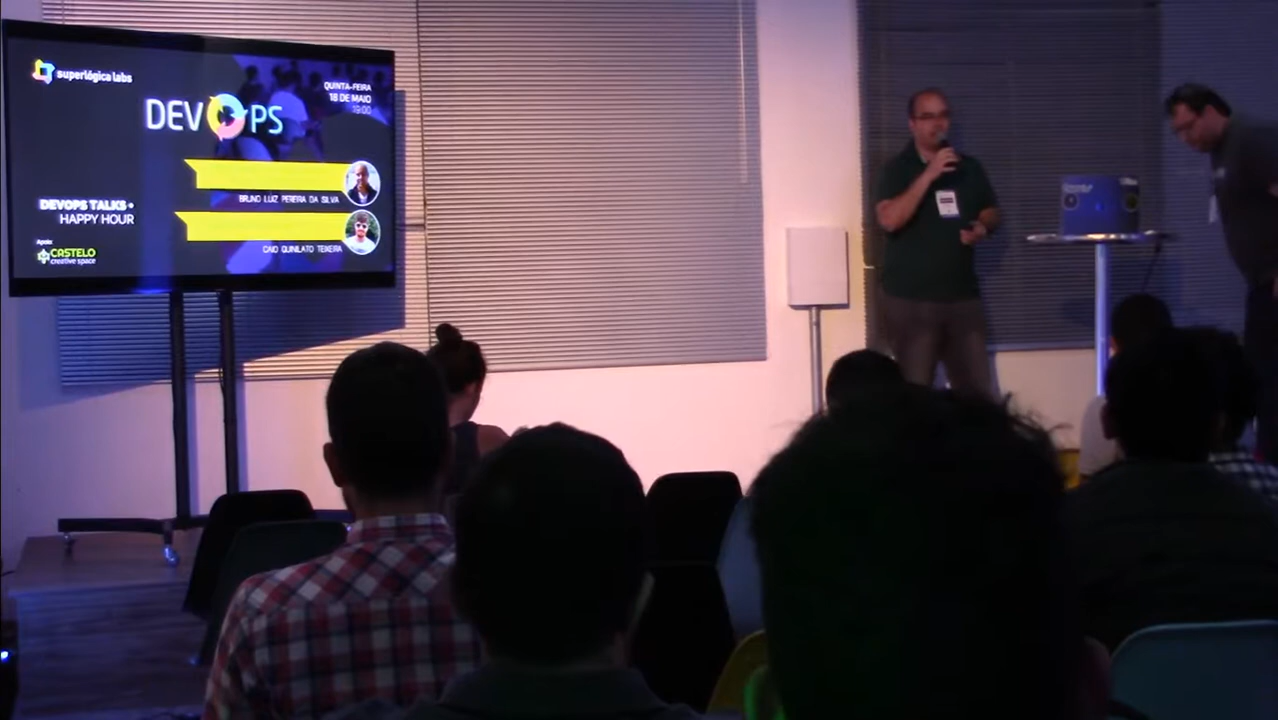 superlógica labs
QUINTA-FEIRA
18 DE MAIO
19:00
DEVOPS
BRUNO LUIZ PEREIRA DA SILVA
DEVOPS TALKS +
HAPPY HOUR
CAIO QUINILATO TEIXEIRA
Apoio:
CASTELO
creative space